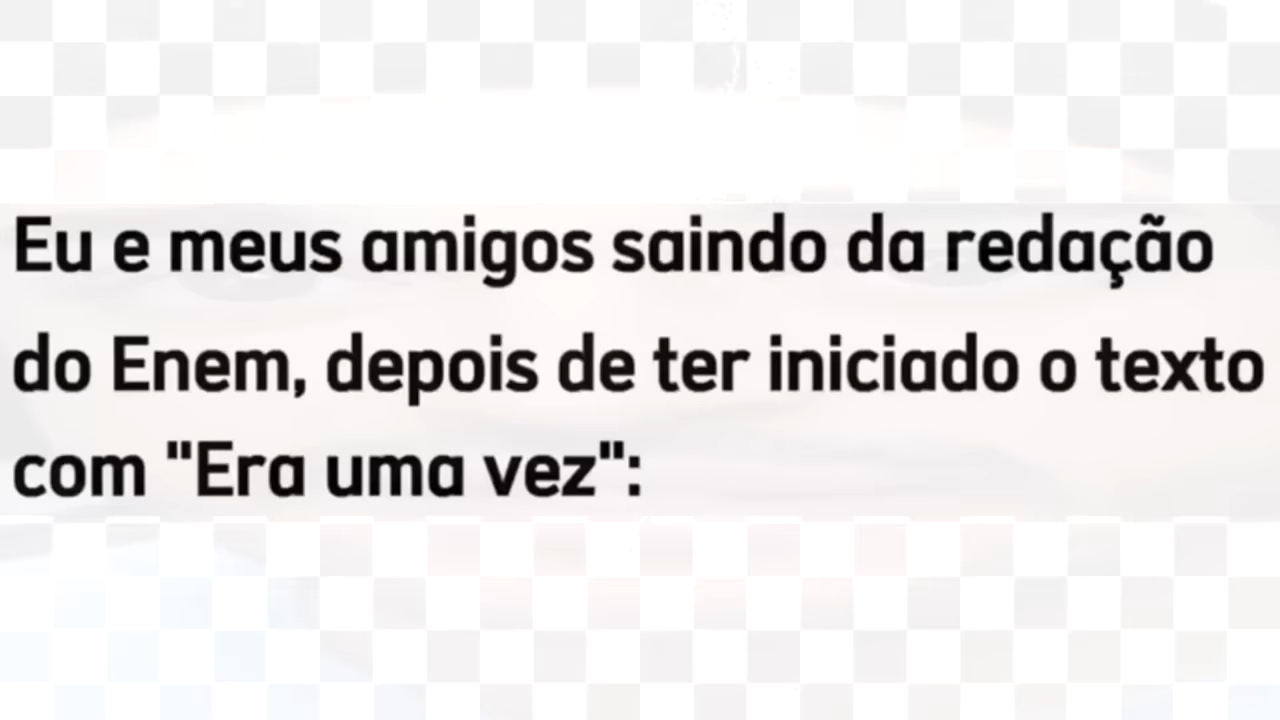 Eu e meus amigos saindo da redação
do Enem, depois de ter iniciado o texto
com "Era uma vez":